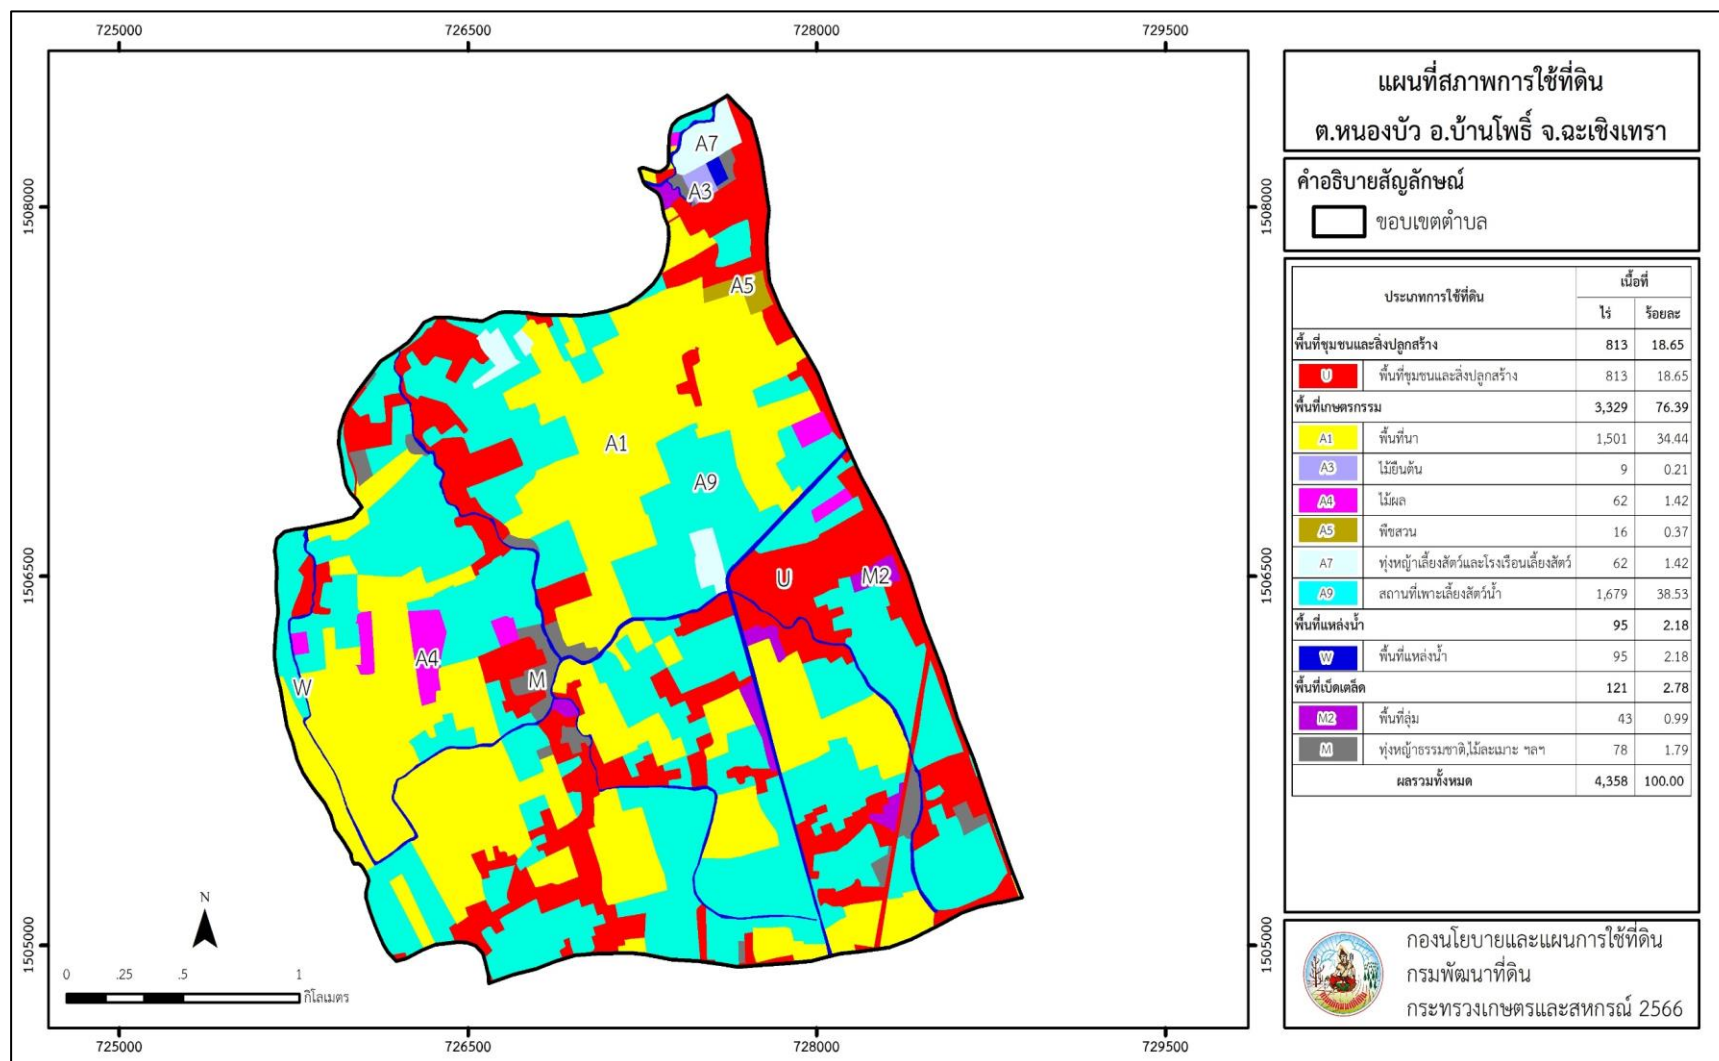 725000 726500 728000 729500
1508000
1506500
1505000
1508000
1506500
1505000
725000 726500 728000 729500
A7
A3
A5
A1
A9
U M2
A4
M
W
N
0 .25 .5 1
กิโลเมตร
แผนที่สภาพการใช้ที่ดิน
ต.หนองบัว อ.บ้านโพธิ์ จ.ฉะเชิงเทรา
คำอธิบายสัญลักษณ์
ขอบเขตตำบล
ประเภทการใช้ที่ดิน เนื้อที่
ไร่ ร้อยละ
พื้นที่ชุมชนและสิ่งปลูกสร้าง 813 18.65
U พื้นที่ชุมชนและสิ่งปลูกสร้าง 813 18.65
พื้นที่เกษตรกรรม 3,329 76.39
A1 พื้นที่นา 1,501 34.44
A3 ไม้ยืนต้น 9 0.21
A4 ไม้ผล 62 1.42
A5 พืชสวน 16 0.37
A7 ทุ่งหญ้าเลี้ยงสัตว์และโรงเรือนเลี้ยงสัตว์ 62 1.42
A9 สถานที่เพาะเลี้ยงสัตว์น้ำ 1,679 38.53
พื้นที่แหล่งน้ำ 95 2.18
W พื้นที่แหล่งน้ำ 95 2.18
พื้นที่เบ็ดเตล็ด 121 2.78
M2 พื้นที่ลุ่ม 43 0.99
M ทุ่งหญ้าธรรมชาติ,ไม้ละเมาะ ฯลฯ 78 1.79
ผลรวมทั้งหมด 4,358 100.00
กองนโยบายและแผนการใช้ที่ดิน
กรมพัฒนาที่ดิน
กระทรวงเกษตรและสหกรณ์ 2566